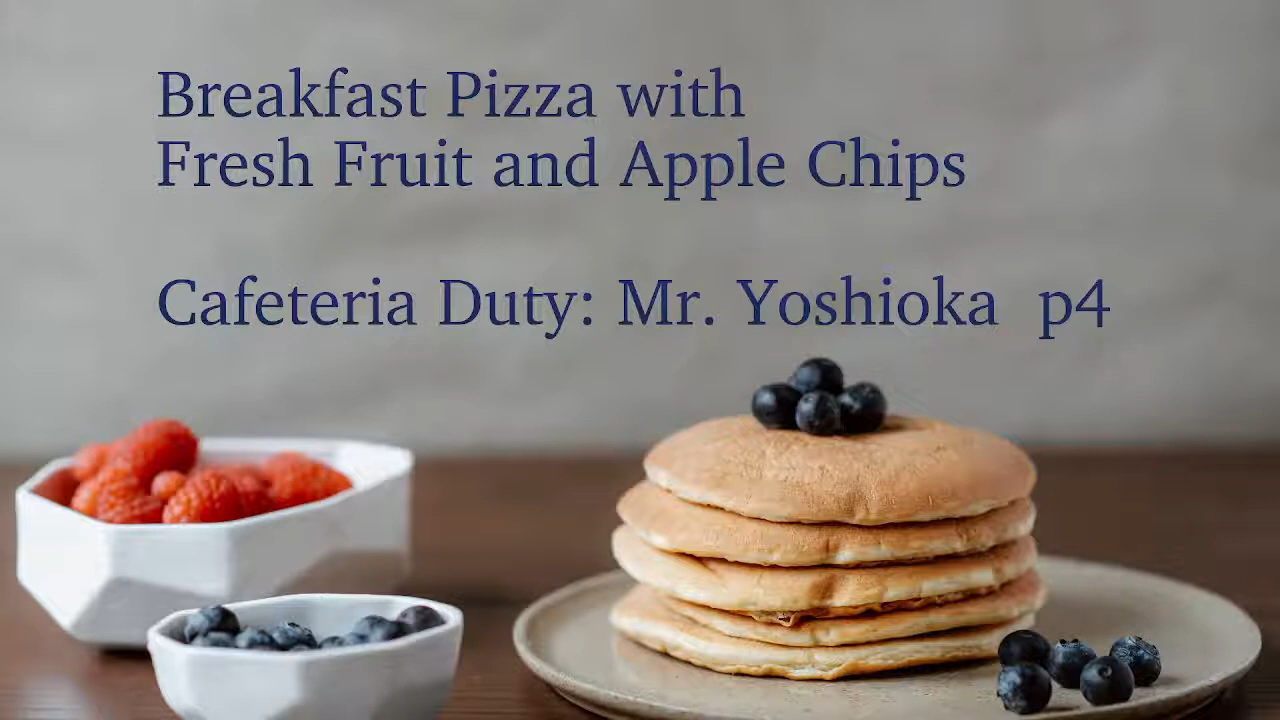 Breakfast Pizza with
Fresh Fruit and Apple Chips
Cafeteria Duty: Mr. Yoshioka p4